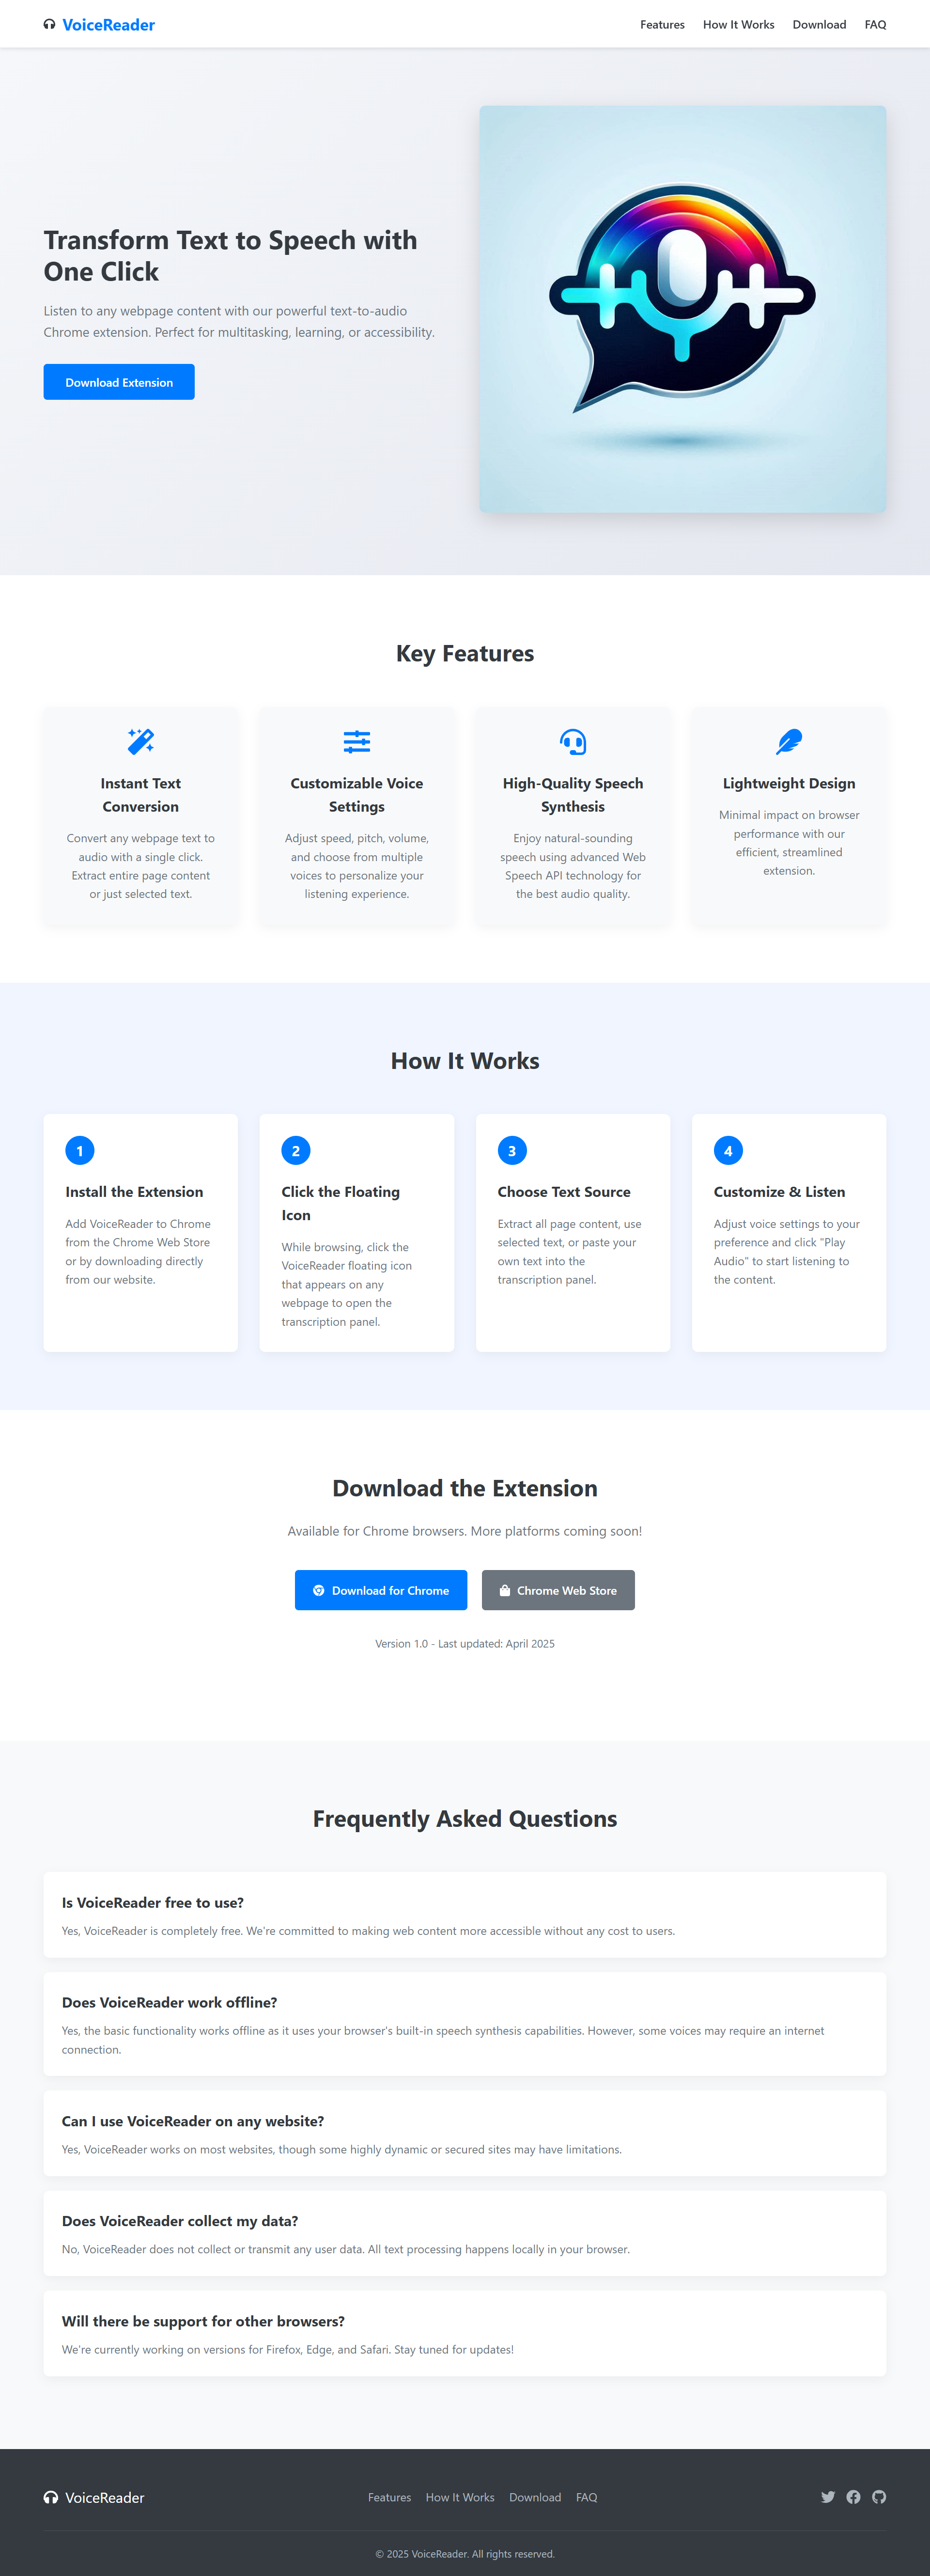 VoiceReader
Features How It Works Download FAQ
Transform Text to Speech with
One Click
Listen to any webpage content with our powerful text-to-audio
Chrome extension. Perfect for multitasking, learning, or accessibility.
Download Extension
Key Features
Instant Text
Conversion
Convert any webpage text to
audio with a single click.
Extract entire page content
or just selected text.
Customizable Voice
Settings
Adjust speed, pitch, volume,
and choose from multiple
voices to personalize your
listening experience.
High-Quality Speech
Synthesis
Enjoy natural-sounding
speech using advanced Web
Speech API technology for
the best audio quality.
Lightweight Design
Minimal impact on browser
performance with our
efficient, streamlined
extension.
How It Works
1
Install the Extension
Add VoiceReader to Chrome
from the Chrome Web Store
or by downloading directly
from our website.
2
Click the Floating
Icon
While browsing, click the
VoiceReader floating icon
that appears on any
webpage to open the
transcription panel.
3
Choose Text Source
Extract all page content, use
selected text, or paste your
own text into the
transcription panel.
4
Customize & Listen
Adjust voice settings to your
preference and click "Play
Audio" to start listening to
the content.
Download the Extension
Available for Chrome browsers. More platforms coming soon!
Download for Chrome
Chrome Web Store
Version 1.0 - Last updated: April 2025
Frequently Asked Questions
Is VoiceReader free to use?
Yes, VoiceReader is completely free. We're committed to making web content more accessible without any cost to users.
Does VoiceReader work offline?
Yes, the basic functionality works offline as it uses your browser's built-in speech synthesis capabilities. However, some voices may require an internet
connection.
Can I use VoiceReader on any website?
Yes, VoiceReader works on most websites, though some highly dynamic or secured sites may have limitations.
Does VoiceReader collect my data?
No, VoiceReader does not collect or transmit any user data. All text processing happens locally in your browser.
Will there be support for other browsers?
We're currently working on versions for Firefox, Edge, and Safari. Stay tuned for updates!
VoiceReader
Features How It Works Download FAQ
© 2025 VoiceReader. All rights reserved.